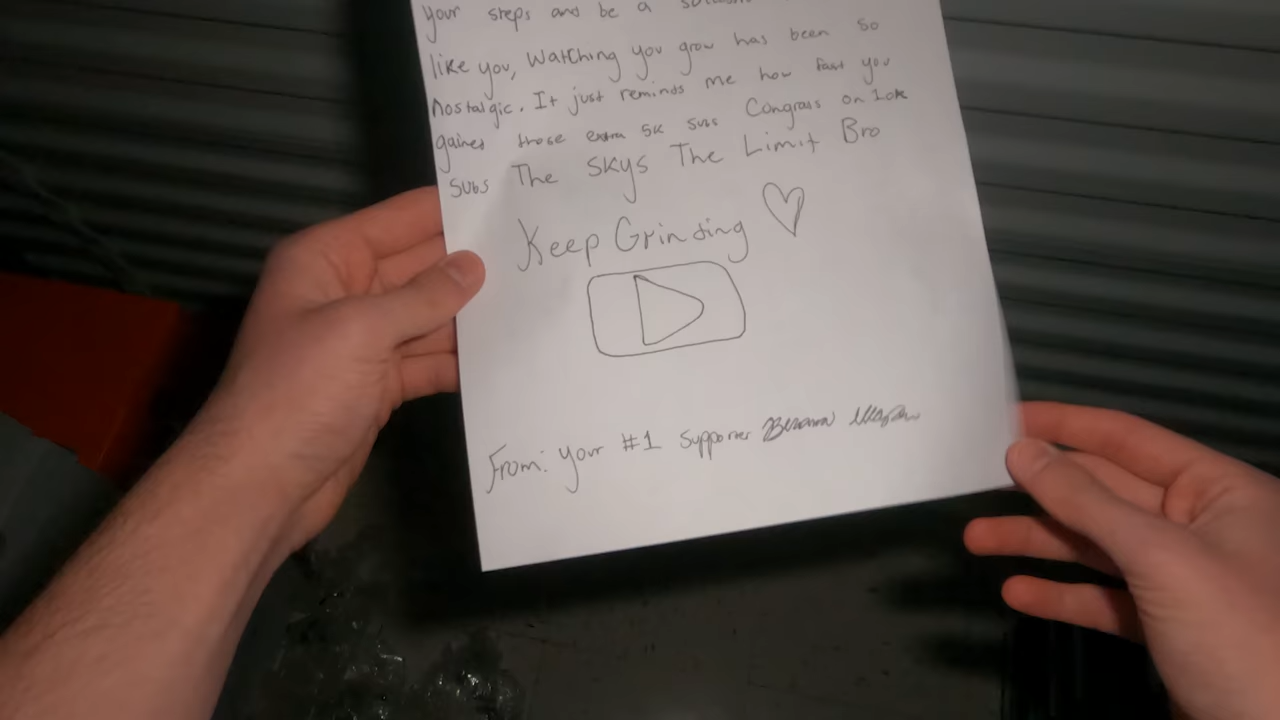 your steps and be a
like you, Watching you grow has been so
nostalgic. It just reminds me how fast you
gained those extra 5k subs Congrats on 10k
subs The Skys The Limit Bro
Keep Grinding
From: your #1 supporter